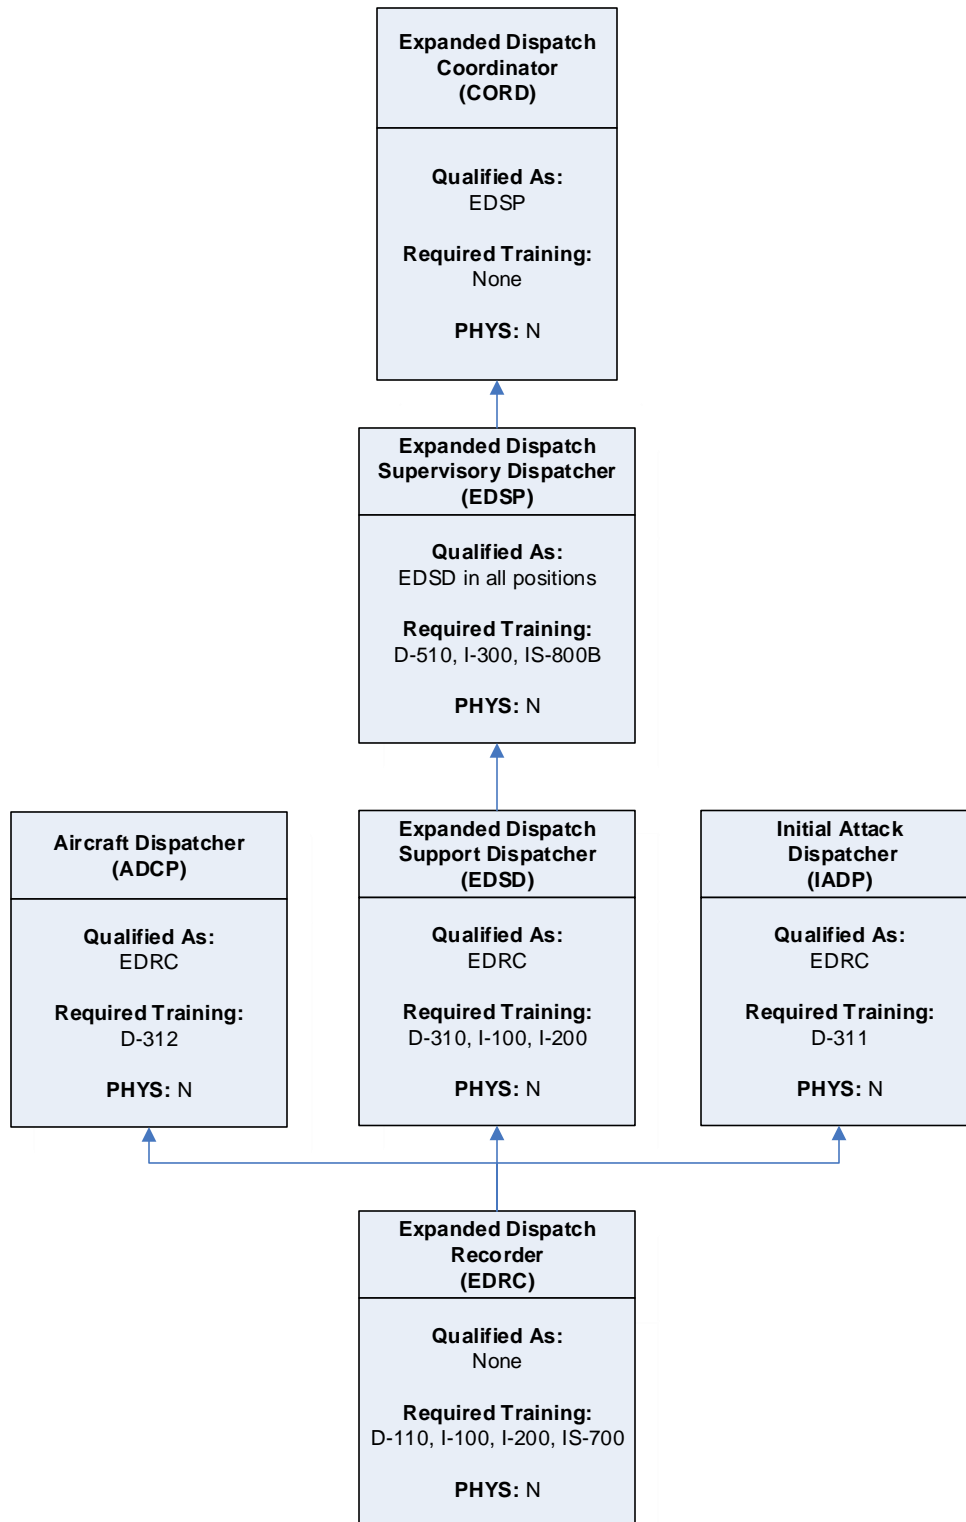 Expanded Dispatch
Coordinator
(CORD)
Qualified As:
EDSP
Required Training:
None
PHYS: N
Expanded Dispatch
Supervisory Dispatcher
(EDSP)
Qualified As:
EDSD in all positions
Required Training:
D-510, I-300, IS-800B
PHYS: N
Aircraft Dispatcher
(ADCP)
Qualified As:
EDRC
Required Training:
D-312
PHYS: N
Expanded Dispatch
Support Dispatcher
(EDSD)
Qualified As:
EDRC
Required Training:
D-310, I-100, I-200
PHYS: N
Initial Attack
Dispatcher
(IADP)
Qualified As:
EDRC
Required Training:
D-311
PHYS: N
Expanded Dispatch
Recorder
(EDRC)
Qualified As:
None
Required Training:
D-110, I-100, I-200, IS-700
PHYS: N